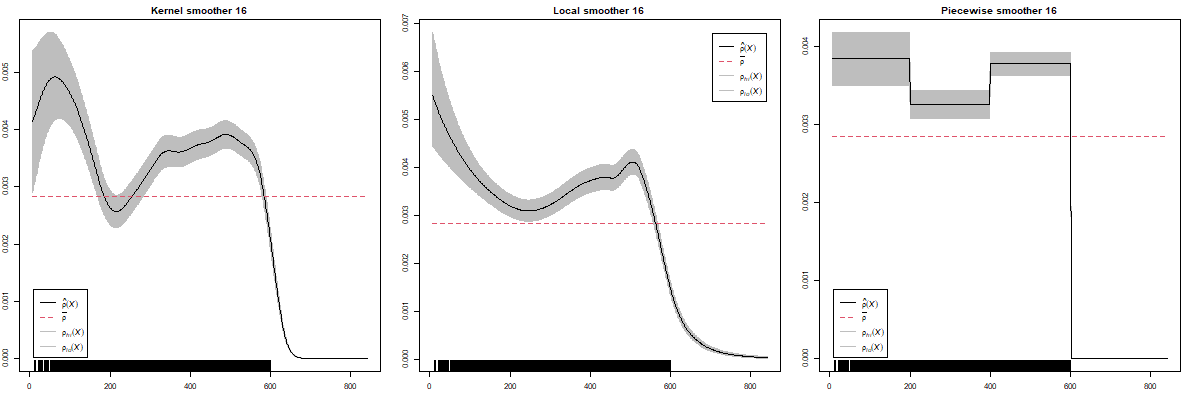 Kernel smoother 16
0.005
0.004
0.003
0.002
0.001
0.000
0 200 400 600 800
ρ̂(X)
ρ̄
ρhi(X)
ρlo(X)
Local smoother 16
0.007
0.006
0.005
0.004
0.003
0.002
0.001
0.000
0 200 400 600 800
ρ̂(X)
ρ̄
ρhi(X)
ρlo(X)
Piecewise smoother 16
0.004
0.003
0.002
0.001
0.000
0 200 400 600 800
ρ̂(X)
ρ̄
ρhi(X)
ρlo(X)